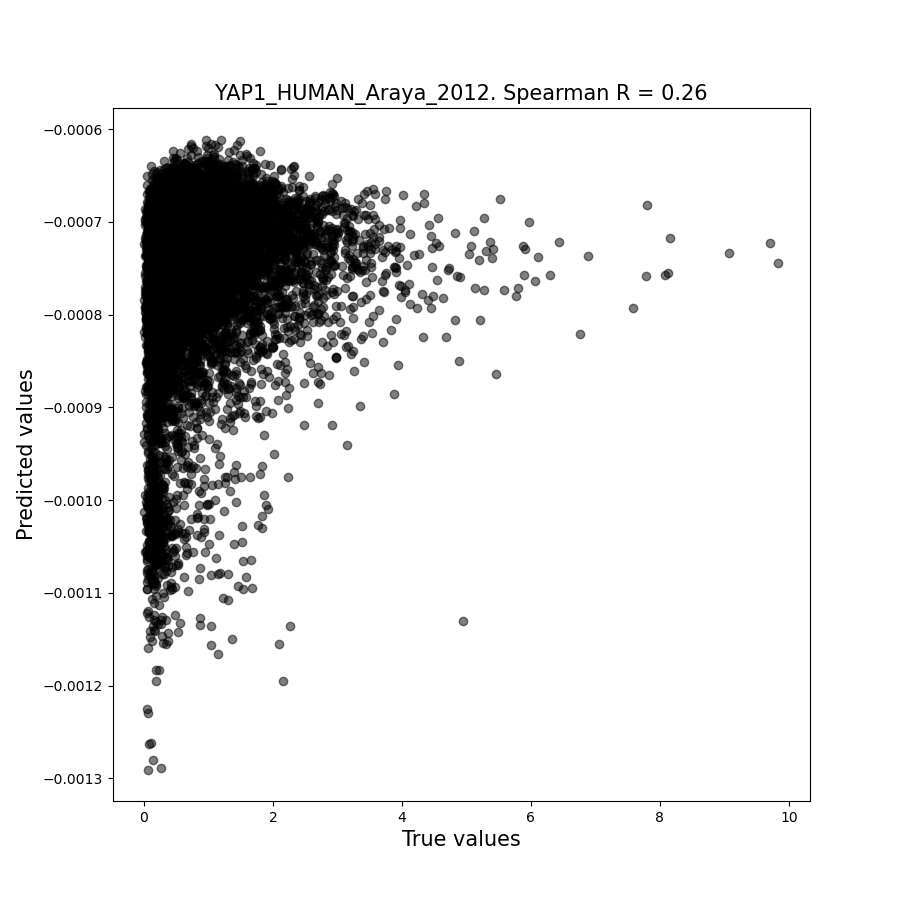 YAP1_HUMAN_Araya_2012. Spearman R = 0.26
−0.0006
−0.0007
−0.0008
−0.0009
−0.0010
−0.0011
−0.0012
−0.0013
Predicted values
0 2 4 6 8 10
True values